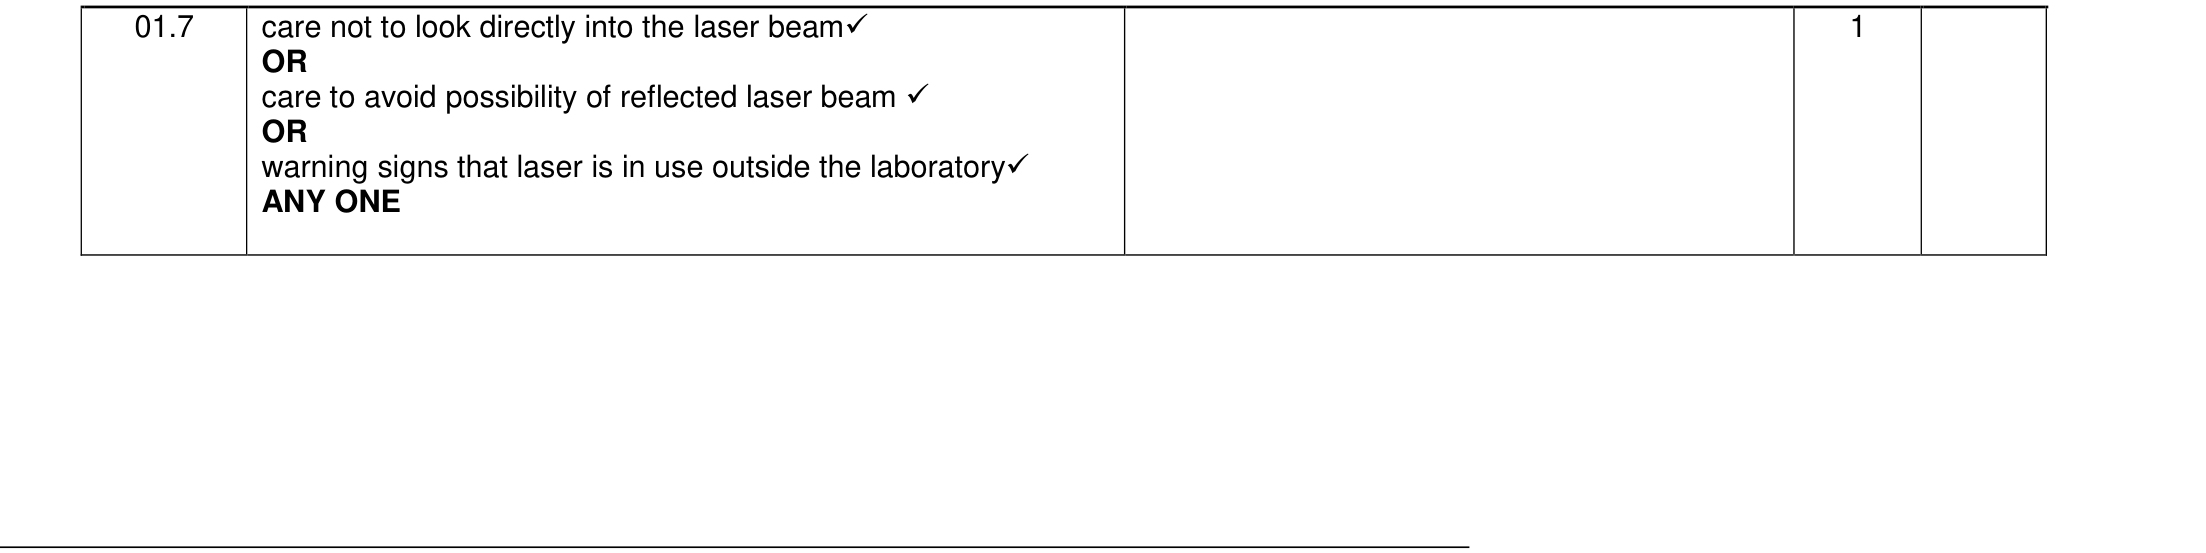 01.7 care not to look directly into the laser beam✓ 1
OR
care to avoid possibility of reflected laser beam ✓
OR
warning signs that laser is in use outside the laboratory✓
ANY ONE